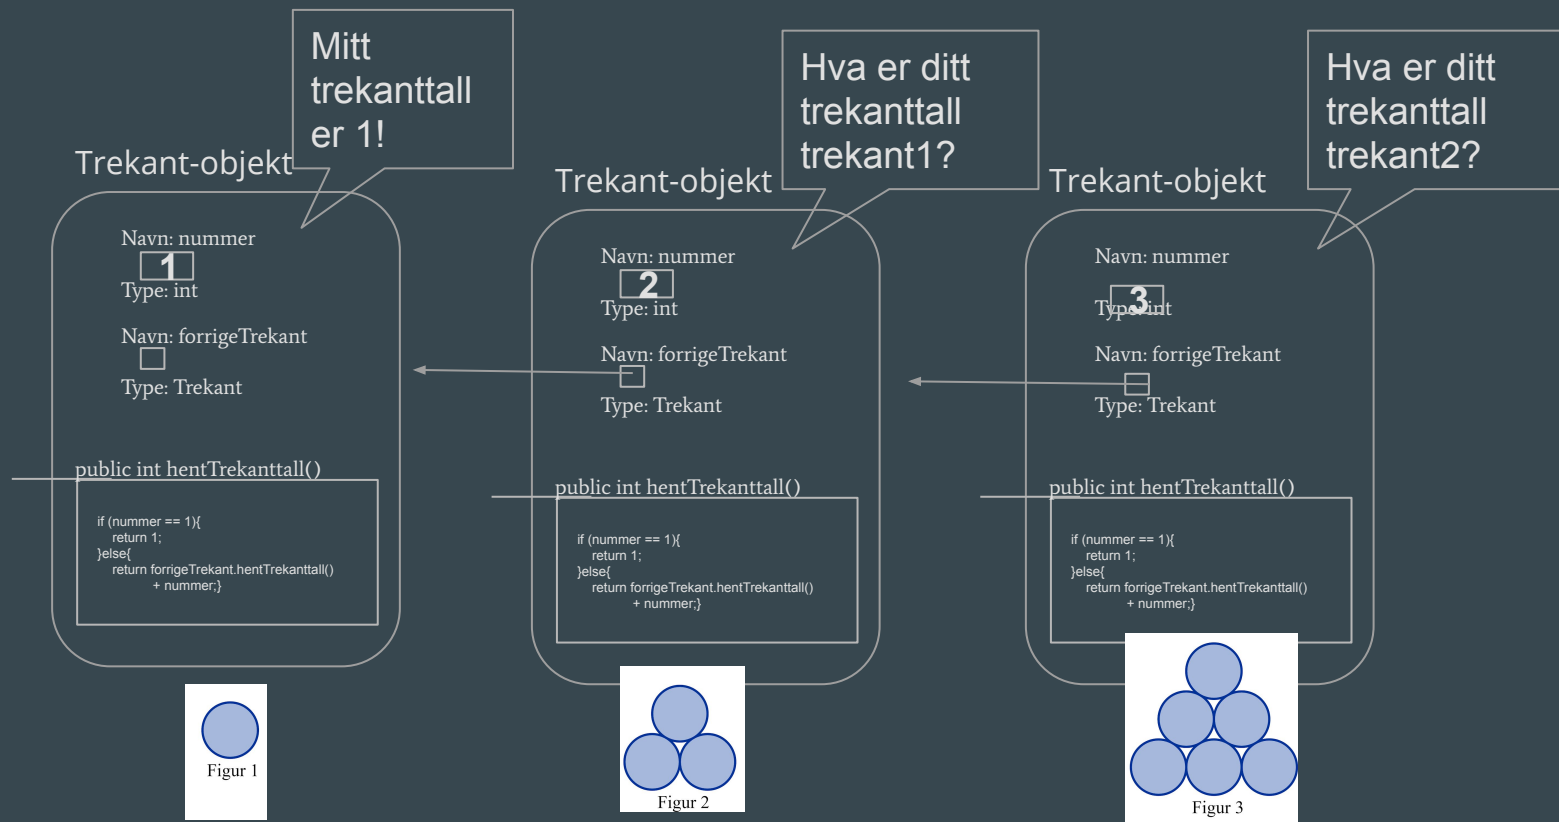 Mitt
trekanttall
er 1!
Trekant-objekt
Navn: nummer
1
Type: int
Navn: forrigeTrekant
Type: Trekant
public int hentTrekanttall()
if (nummer == 1){
return 1;
}else{
return forrigeTrekant.hentTrekanttall()
+ nummer;}
Figur 1
Hva er ditt
trekanttall
trekant1?
Trekant-objekt
Navn: nummer
2
Type: int
Navn: forrigeTrekant
Type: Trekant
public int hentTrekanttall()
if (nummer == 1){
return 1;
}else{
return forrigeTrekant.hentTrekanttall()
+ nummer;}
Figur 2
Hva er ditt
trekanttall
trekant2?
Trekant-objekt
Navn: nummer
3
Type: int
Navn: forrigeTrekant
Type: Trekant
public int hentTrekanttall()
if (nummer == 1){
return 1;
}else{
return forrigeTrekant.hentTrekanttall()
+ nummer;}
Figur 3